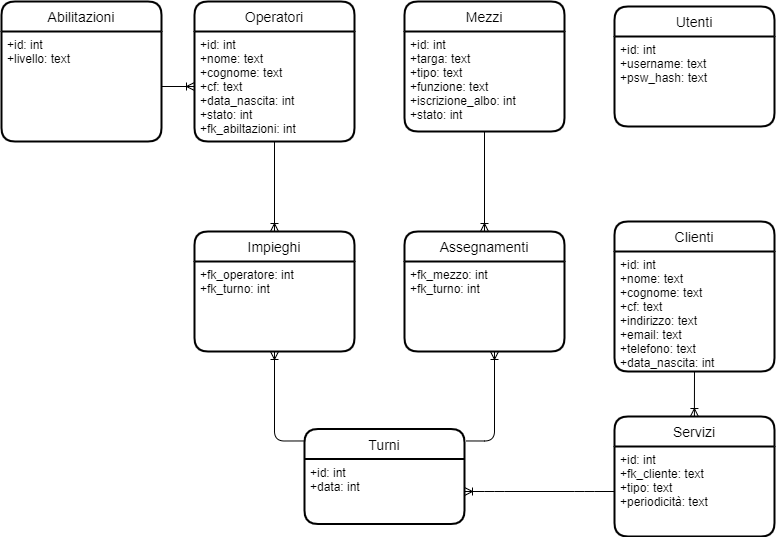 Abilitazioni
+id: int
+livello: text
Operatori
+id: int
+nome: text
+cognome: text
+cf: text
+data_nascita: int
+stato: int
+fk_abiltazioni: int
Mezzi
+id: int
+targa: text
+tipo: text
+funzione: text
+iscrizione_albo: int
+stato: int
Utenti
+id: int
+username: text
+psw_hash: text
Impieghi
+fk_operatore: int
+fk_turno: int
Assegnamenti
+fk_mezzo: int
+fk_turno: int
Clienti
+id: int
+nome: text
+cognome: text
+cf: text
+indirizzo: text
+email: text
+telefono: text
+data_nascita: int
Turni
+id: int
+data: int
Servizi
+id: int
+fk_cliente: text
+tipo: text
+periodicità: text